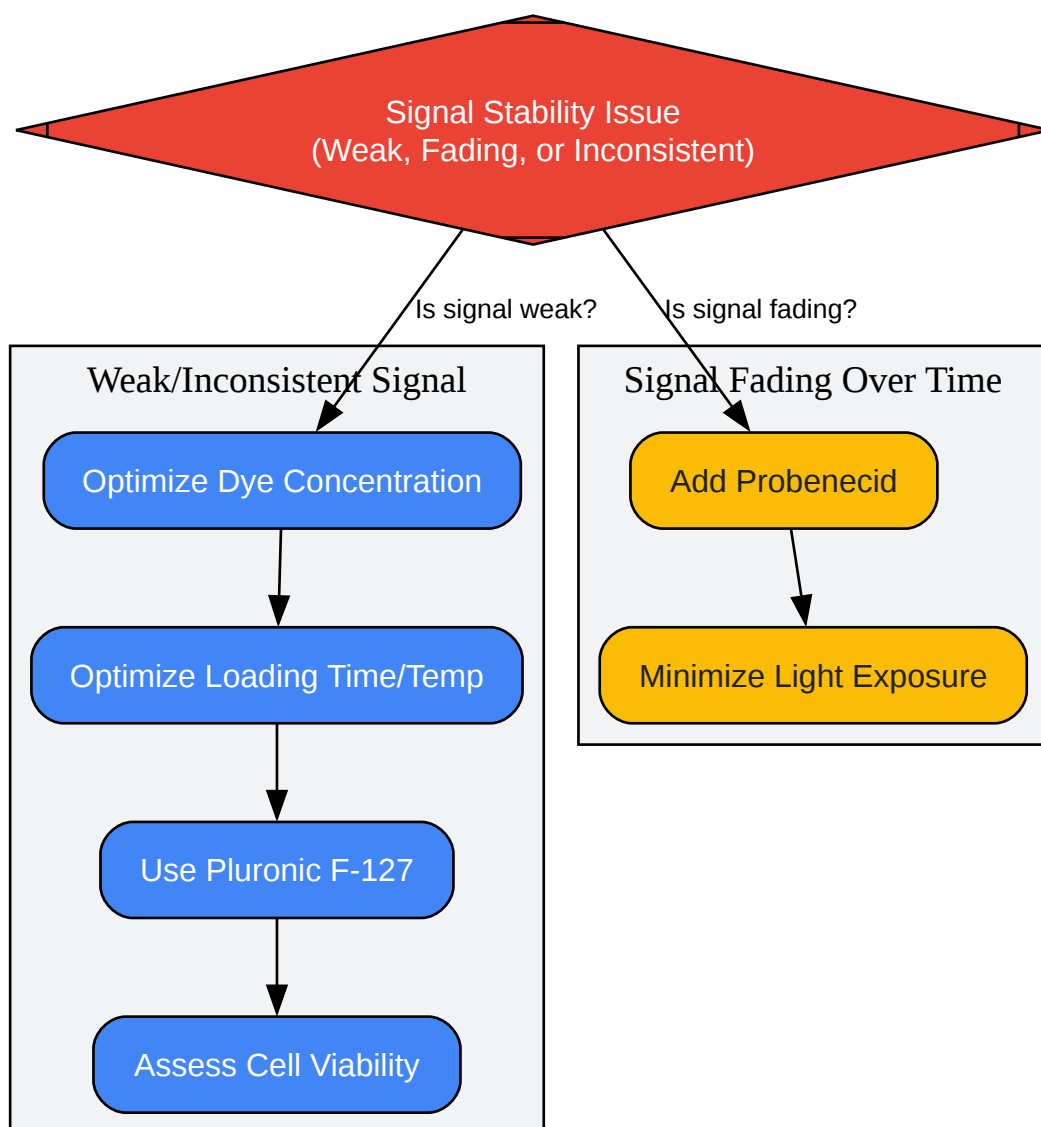 Signal Stability Issue
(Weak, Fading, or Inconsistent)
Is signal weak?
Is signal fading?
Weak/Inconsistent Signal
Optimize Dye Concentration
Optimize Loading Time/Temp
Use Pluronic F-127
Assess Cell Viability
Signal Fading Over Time
Add Probenecid
Minimize Light Exposure